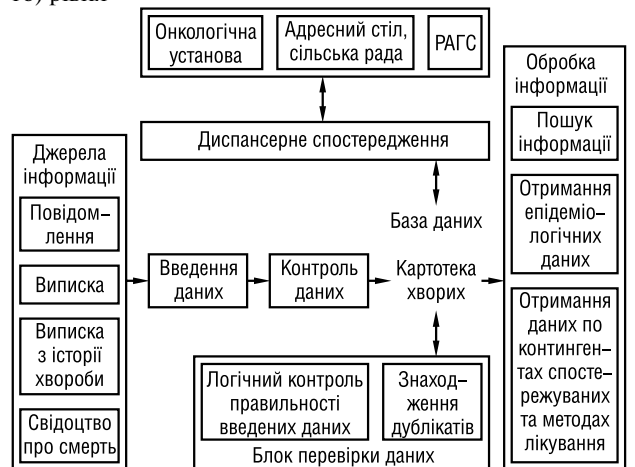 Онкологічна
установа
Адресний стіл,
сільська рада
РАГС
Диспансерне спостередження
База даних
Джерела
інформації
Повідом–
лення
Виписка
Виписка
з історії
хвороби
Свідоцтво
про смерть
Введення
даних
Контроль
даних
Картотека
хворих
Логічний контроль
правильності
введених даних
Знаход–
ження
дублікатів
Блок перевірки даних
Обробка
інформації
Пошук
інформації
Отримання
епідеміо–
логічних
даних
Отримання
даних по
континген–
тах спосте–
режуваних
та методах
лікування